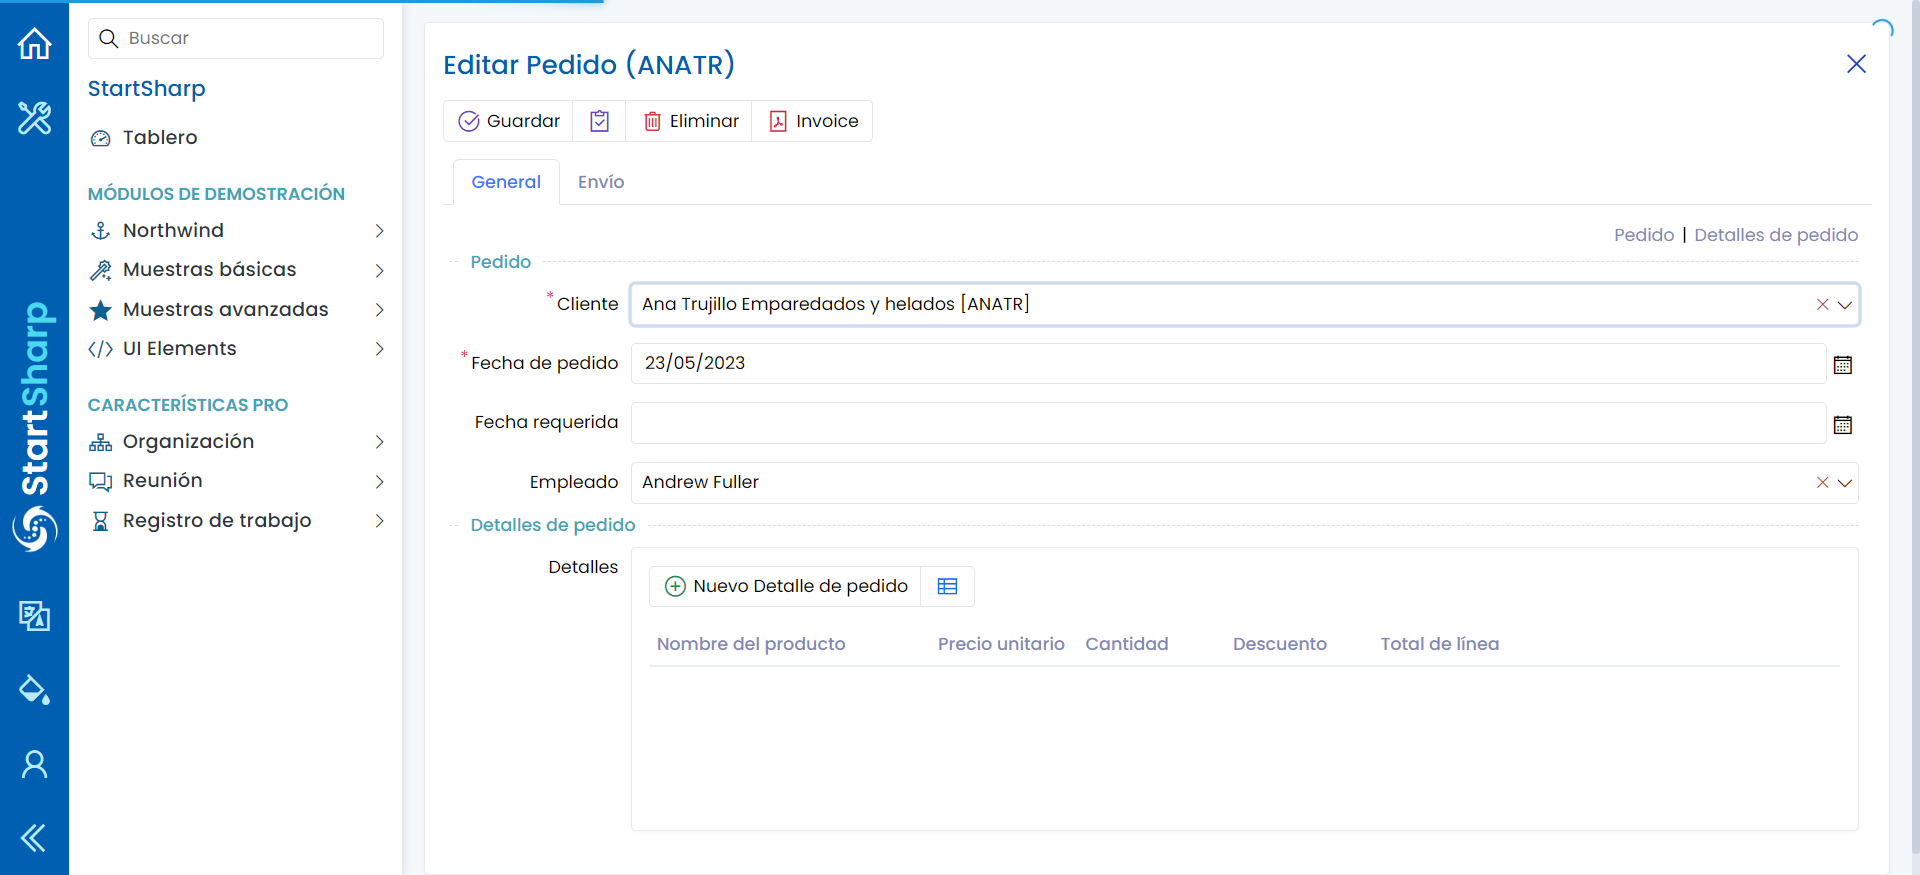 Buscar
StartSharp
Tablero
MÓDULOS DE DEMOSTRACIÓN
Northwind
Muestras básicas
Muestras avanzadas
UI Elements
CARACTERÍSTICAS PRO
Organización
Reunión
Registro de trabajo
StartSharp
Editar Pedido (ANATR)
Guardar
Eliminar
Invoice
General
Envío
Pedido | Detalles de pedido
Pedido
*Cliente
Ana Trujillo Emparedados y helados [ANATR]
*Fecha de pedido
23/05/2023
Fecha requerida
Empleado
Andrew Fuller
Detalles de pedido
Detalles
Nuevo Detalle de pedido
Nombre del producto
Precio unitario
Cantidad
Descuento
Total de línea